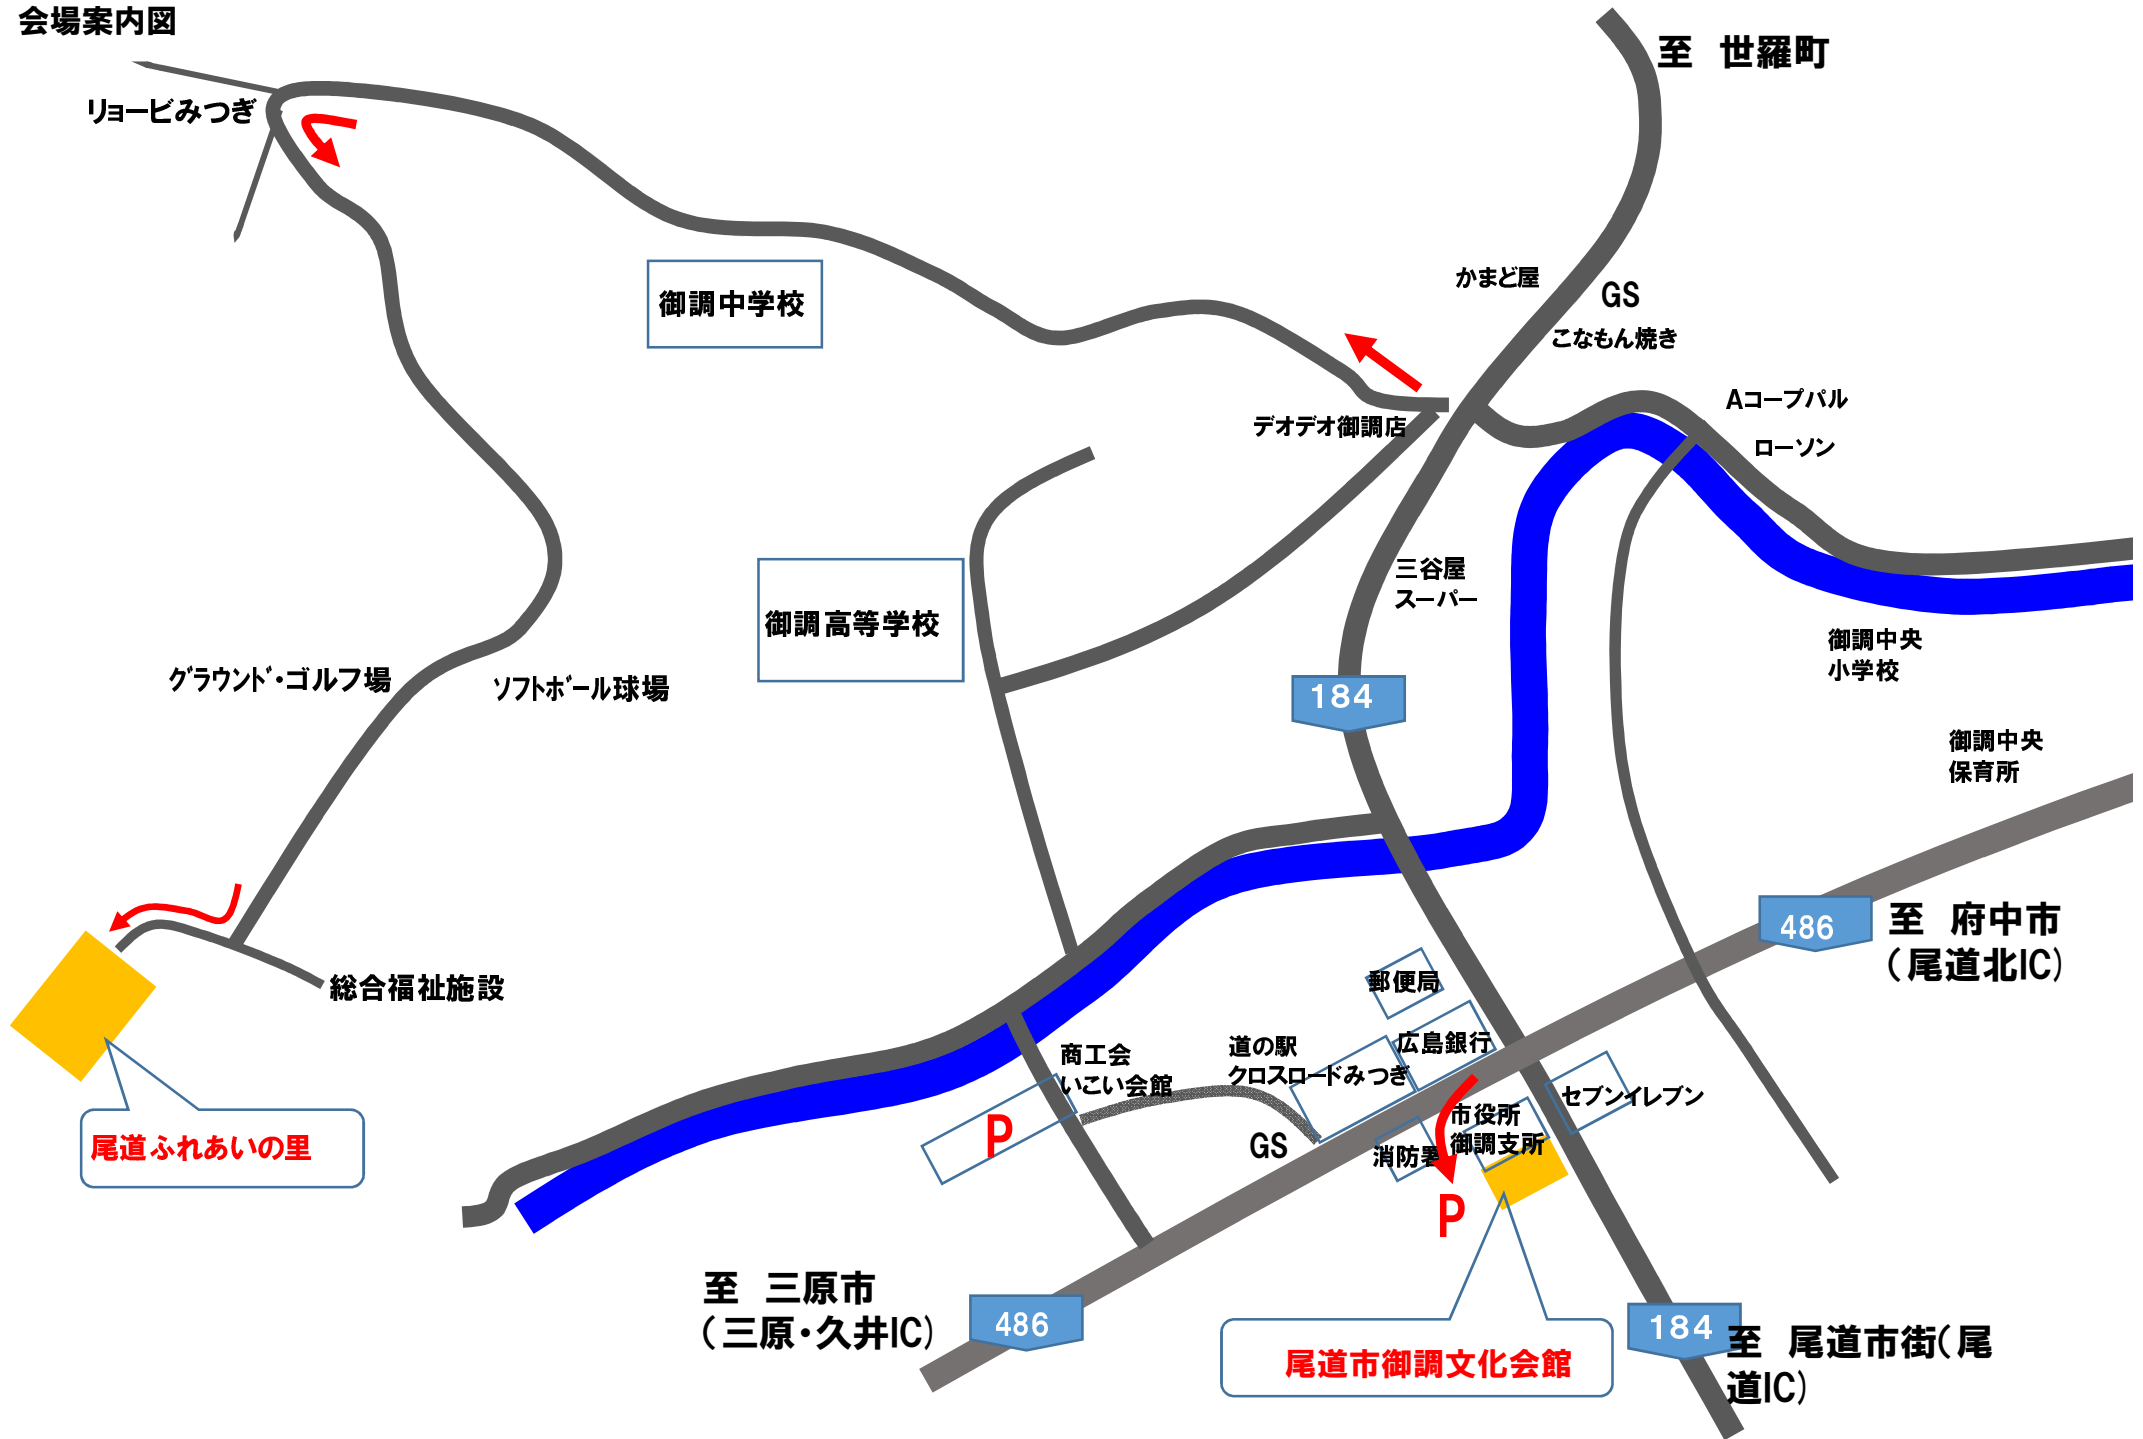 会場案内図
至　世羅町
リョービみつぎ
かまど屋
GS
こなもん焼き
御調中学校
Aコープパル
デオデオ御調店
ローソン
三谷屋
スーパー
御調高等学校
御調中央
小学校
グラウンド・ゴルフ場
ソフトボール球場
184
御調中央
保育所
486
至　府中市
（尾道北IC）
総合福祉施設
郵便局
広島銀行
道の駅
クロスロードみつぎ
商工会
いこい会館
セブンイレブン
市役所
御調支所
P
GS
消防署
尾道ふれあいの里
P
至　三原市
（三原・久井IC）
486
184
至　尾道市街（尾
道IC）
尾道市御調文化会館